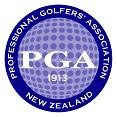 PROFESSIONAL GOLFERS' ASSOCIATION
PGA
1913
NEW ZEALAND